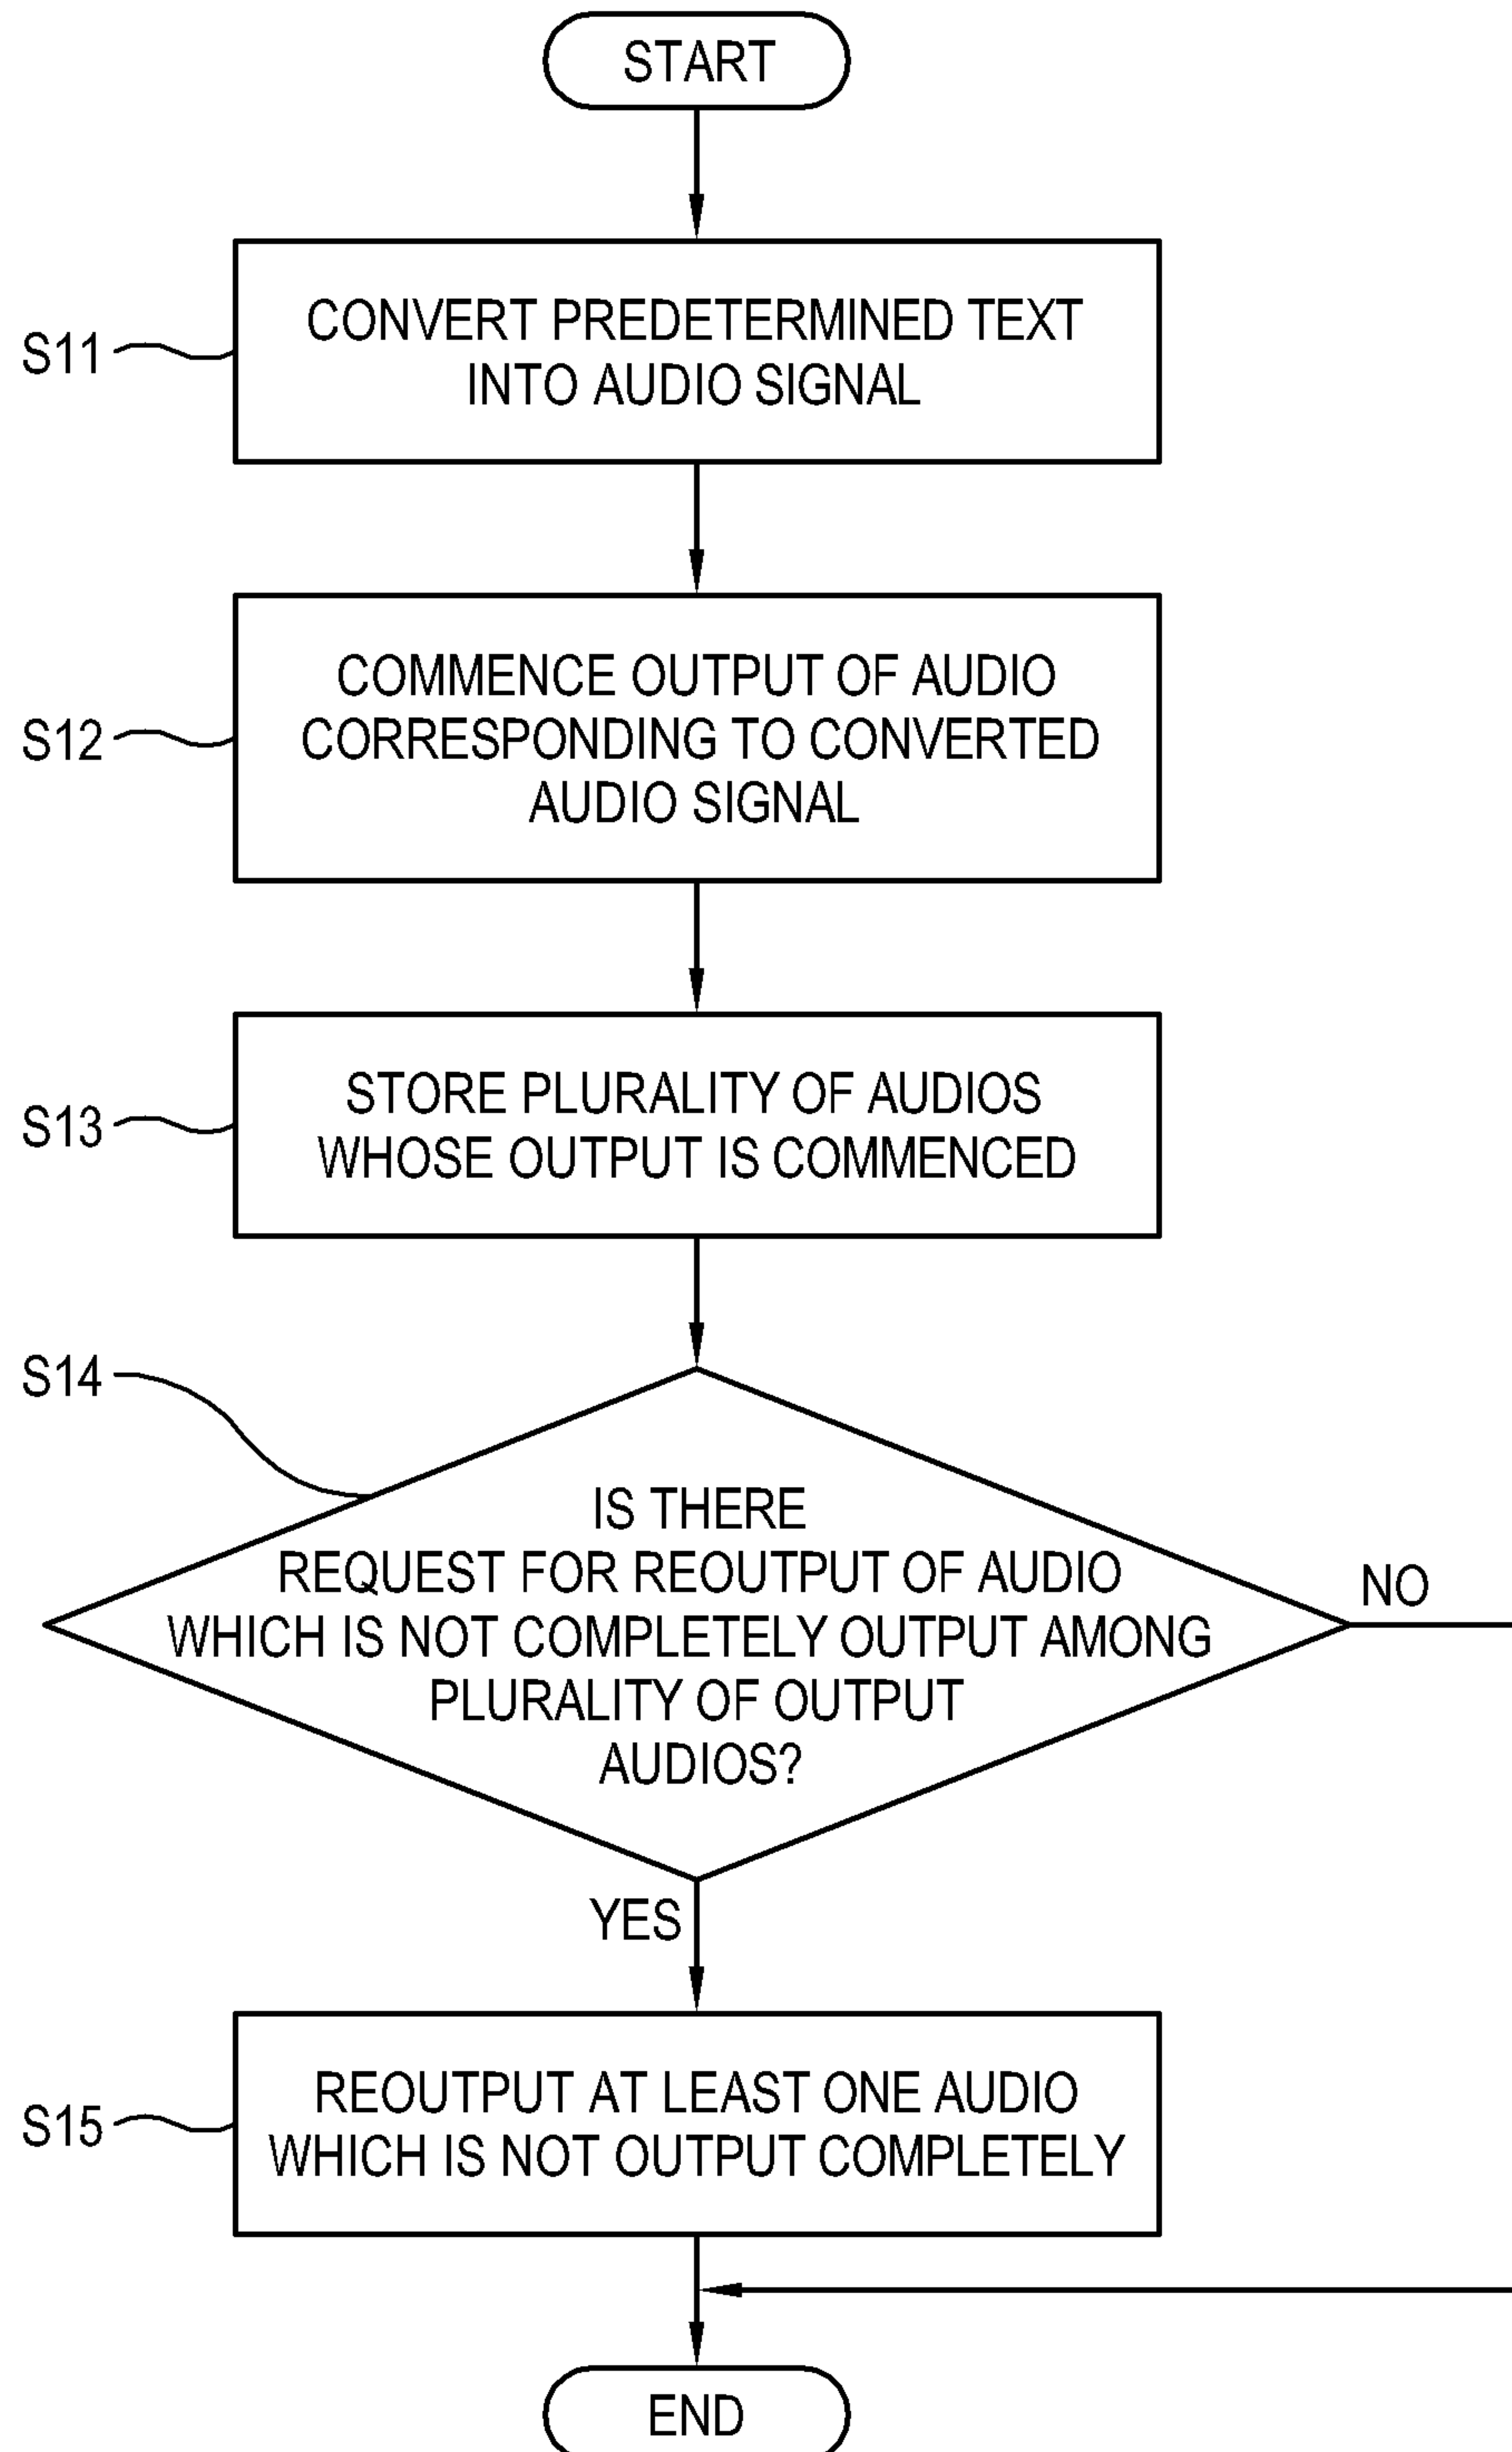 START
S11
CONVERT PREDETERMINED TEXT
INTO AUDIO SIGNAL
S12
COMMENCE OUTPUT OF AUDIO
CORRESPONDING TO CONVERTED
AUDIO SIGNAL
S13
STORE PLURALITY OF AUDIOS
WHOSE OUTPUT IS COMMENCED
S14
IS THERE
REQUEST FOR REOUTPUT OF AUDIO
WHICH IS NOT COMPLETELY OUTPUT AMONG
PLURALITY OF OUTPUT
AUDIOS?
NO
YES
S15
REOUTPUT AT LEAST ONE AUDIO
WHICH IS NOT OUTPUT COMPLETELY
END